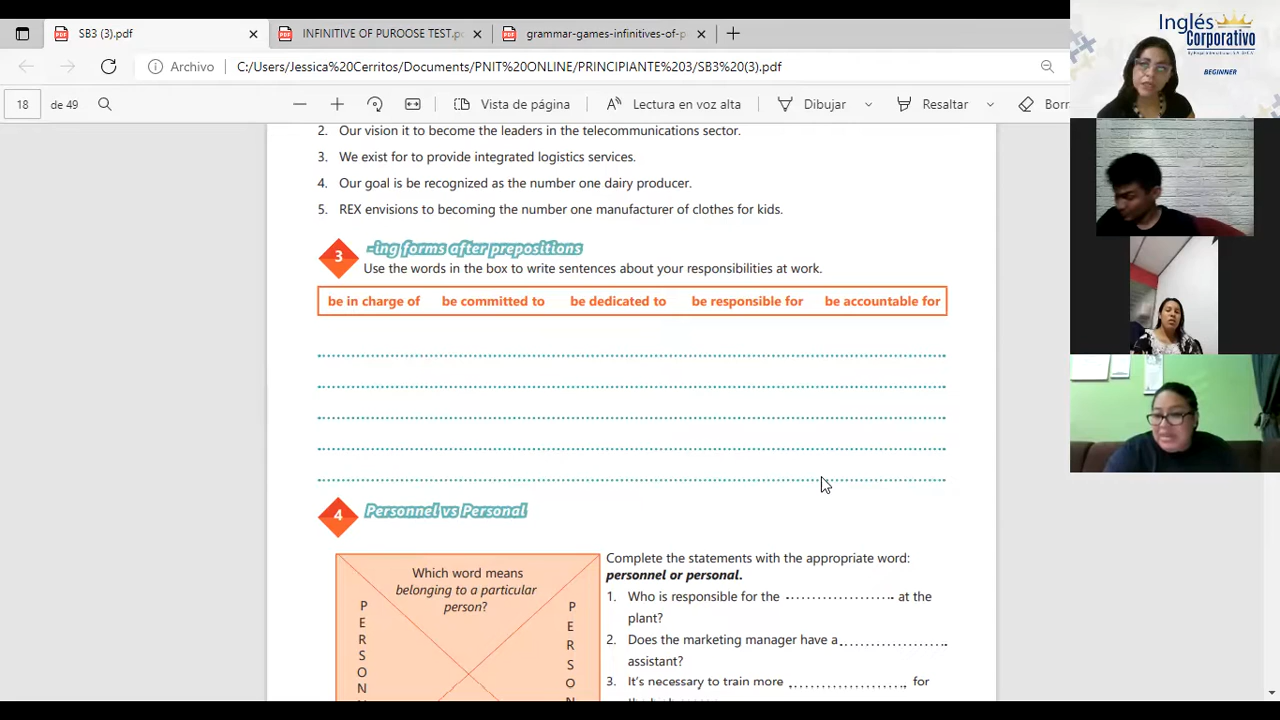 SB3 (3).pdf
INFINITIVE OF PUROOSE TEST.p
grammar-games-infinitives-of-p
Archivo
C:/Users/Jessica%20Cerritos/Documents/PNIT%20ONLINE/PRINCIPIANTE%203/SB3%20(3).pdf
18 de 49
Vista de página
Lectura en voz alta
Dibujar
Resaltar
Borr
2. Our vision it to become the leaders in the telecommunications sector.
3. We exist for to provide integrated logistics services.
4. Our goal is be recognized as the number one dairy producer.
5. REX envisions to becoming the number one manufacturer of clothes for kids.
3 -ing forms after prepositions
Use the words in the box to write sentences about your responsibilities at work.
be in charge of be committed to be dedicated to be responsible for be accountable for
4 Personnel vs Personal
Which word means
belonging to a particular
person?
P
E
R
S
O
N
P
E
R
S
O
N
Complete the statements with the appropriate word:
personnel or personal.
1. Who is responsible for the at the
plant?
2. Does the marketing manager have a
assistant?
3. It's necessary to train more for
Inglés
Corporativo
BEGINNER